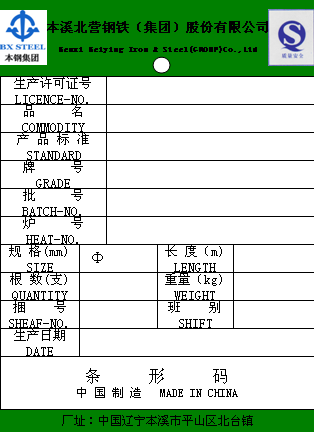 本溪北营钢铁（集团）股份有限公司
Benxi Beiying Iron & Steel(GROUP)Co.,Ltd
BX STEEL
本钢集团
质量安全
生产许可证号
LICENCE-NO.
品 名
COMMODITY
产品标准
STANDARD
牌 号
GRADE
批 号
BATCH-NO.
炉 号
HEAT-NO.
规 格(mm) Φ 长 度（m）
SIZE LENGTH
根 数(支) 重量（kg）
QUANTITY WEIGHT
捆 号 班 别
SHEAF-NO. SHIFT
生产日期
DATE
条 形 码
中 国 制 造 MADE IN CHINA
厂址：中国辽宁本溪市平山区北台镇